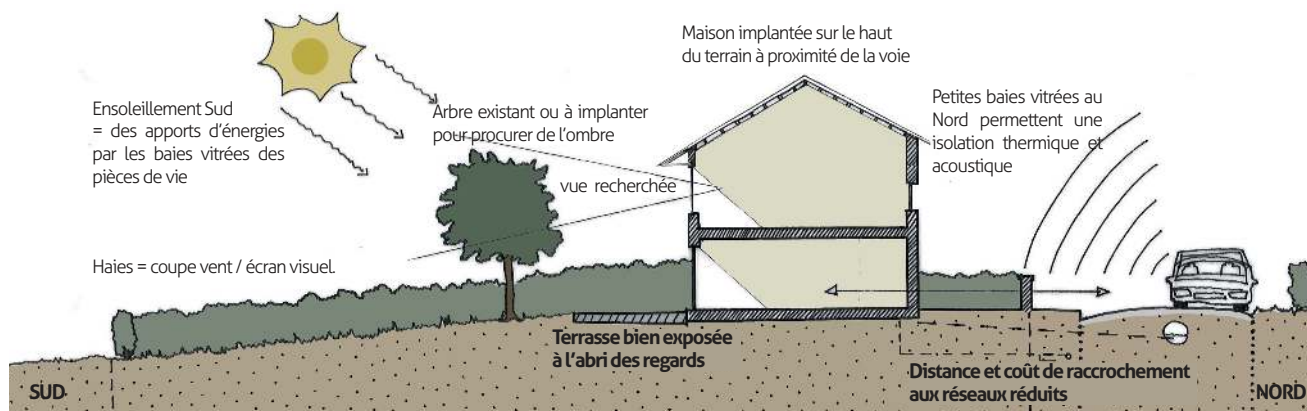 Maison implantée sur le haut
du terrain à proximité de la voie
Ensoleillement Sud
= des apports d'énergies
par les baies vitrées des
pièces de vie
Arbre existant ou à implanter
pour procurer de l'ombre
Petites baies vitrées au
Nord permettent une
isolation thermique et
acoustique
vue recherchée
Haies = coupe vent / écran visuel.
Terrasse bien exposée
à l'abri des regards
Distance et coût de raccrochement
aux réseaux réduits
SUD
NORD